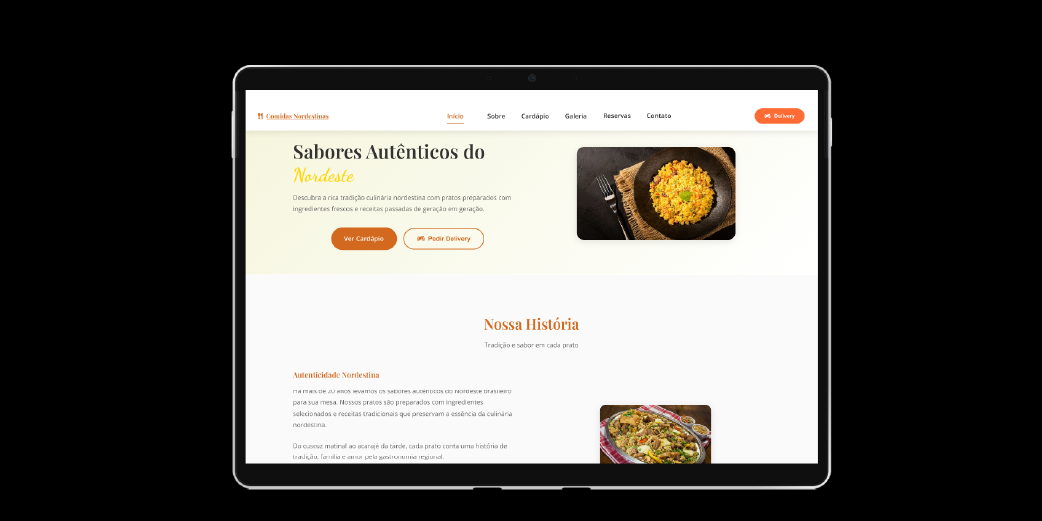 Comidas Nordestinas
Início Sobre Cardápio Galeria Reservas Contato
Delivery
Sabores Autênticos do
Nordeste
Descubra a rica tradição culinária nordestina com pratos preparados com
ingredientes frescos e receitas passadas de geração em geração.
Ver Cardápio
Pedir Delivery
Nossa História
Tradição e sabor em cada prato
Autenticidade Nordestina
Há mais de 20 anos levamos os sabores autênticos do nordeste brasileiro
para sua mesa. Nossos pratos são preparados com ingredientes
selecionados e receitas tradicionais que preservam a essência da culinária
nordestina.
Do cuscuz matinal ao acarajé da tarde, cada prato conta uma história de
tradição, família e amor pela gastronomia regional.